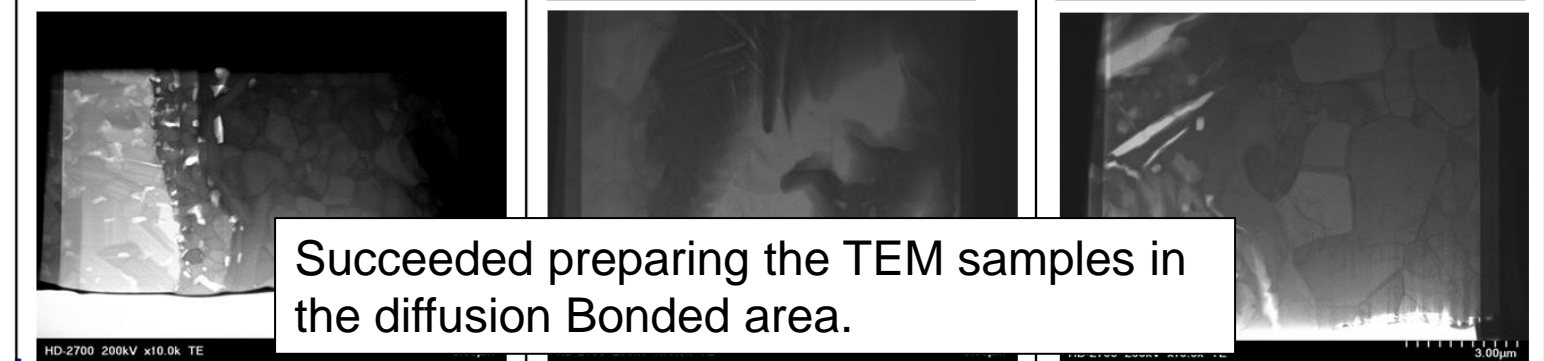 Succeeded preparing the TEM samples in
the diffusion Bonded area.
HD-2700 200kV x10.0k TE
3.00μm